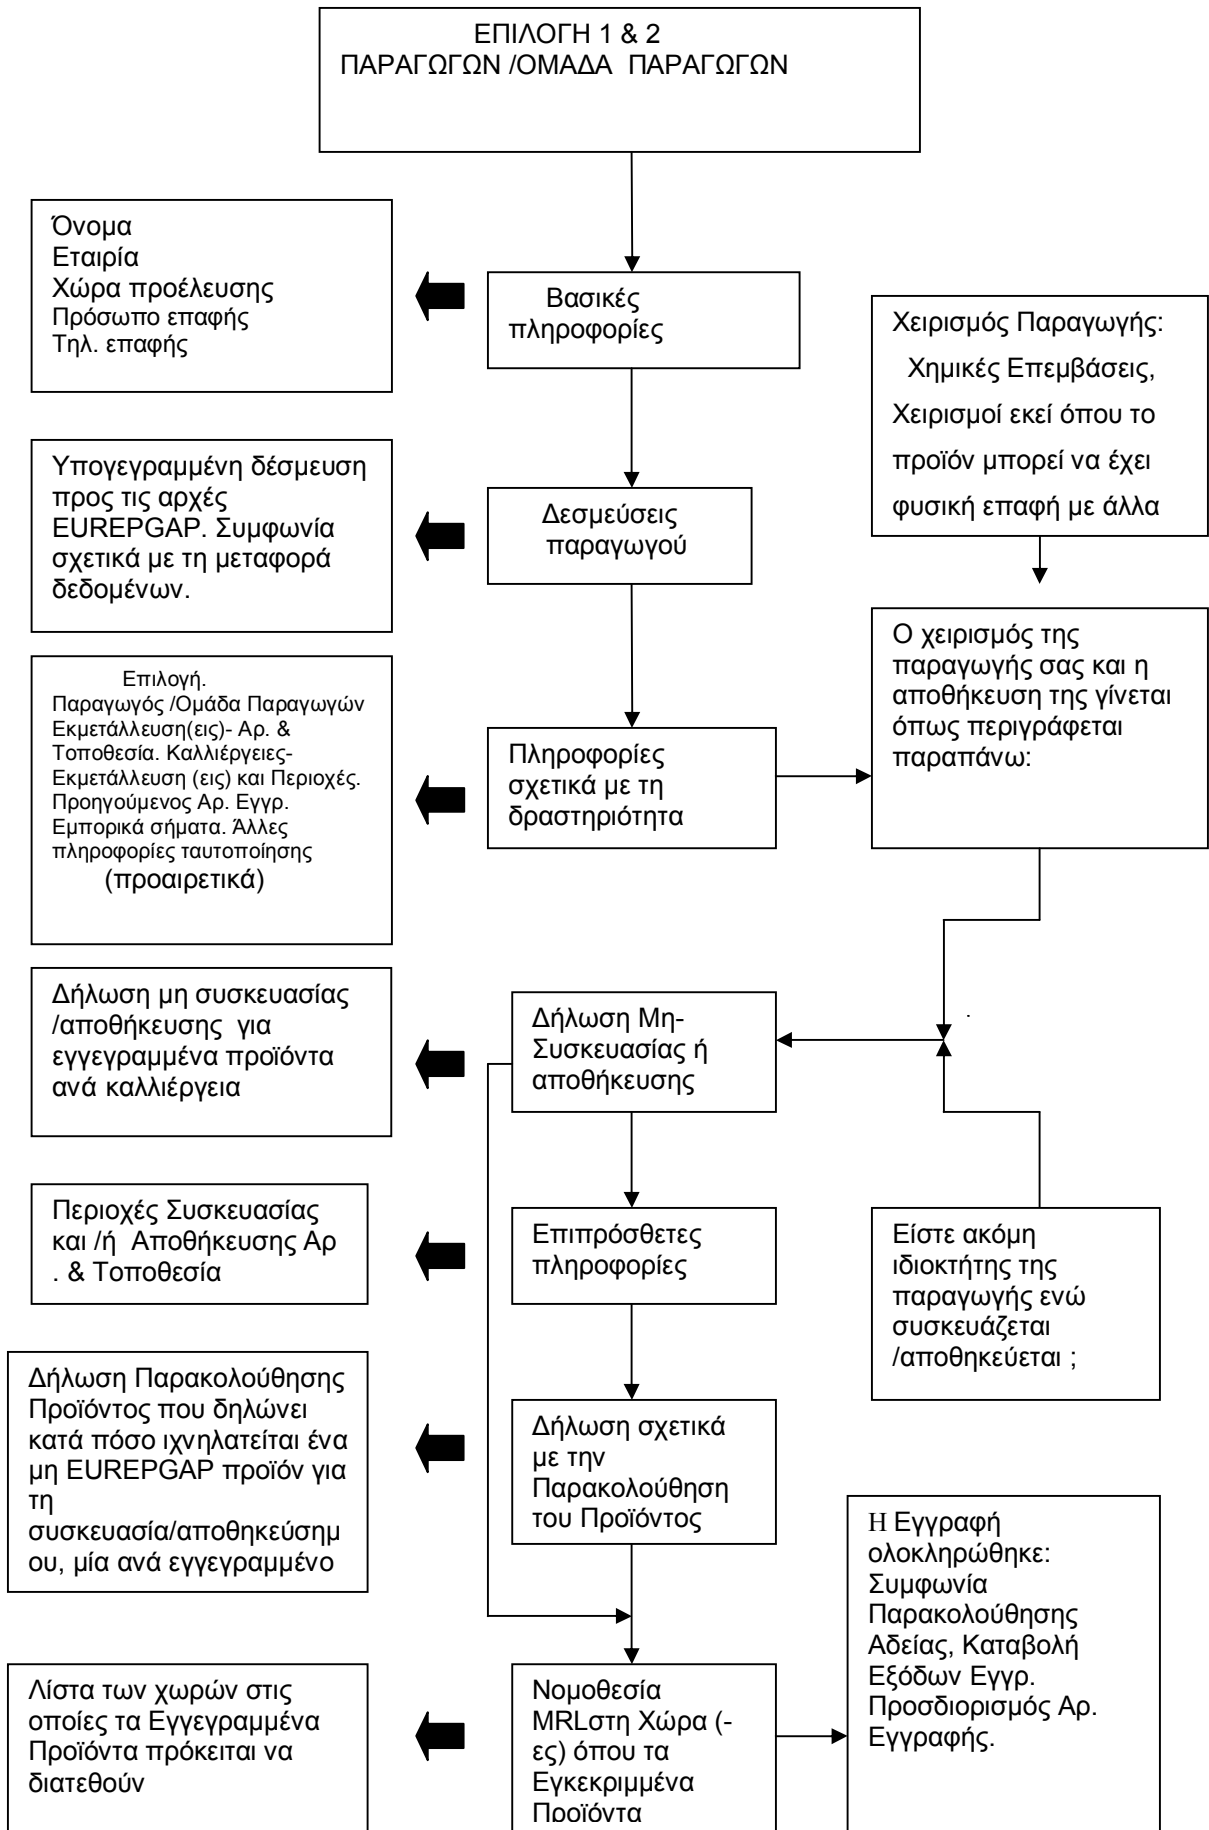 ΕΠΙΛΟΓΗ 1 & 2
ΠΑΡΑΓΩΓΩΝ /ΟΜΑΔΑ ΠΑΡΑΓΩΓΩΝ
Όνομα
Εταιρία
Χώρα προέλευσης
Πρόσωπο επαφής
Τηλ. επαφής
Βασικές
πληροφορίες
Χειρισμός Παραγωγής:
Χημικές Επεμβάσεις,
Χειρισμοί εκεί όπου το
προϊόν μπορεί να έχει
φυσική επαφή με άλλα
Υπογεγραμμένη δέσμευση
προς τις αρχές
EUREPGAP. Συμφωνία
σχετικά με τη μεταφορά
δεδομένων.
Δεσμεύσεις
παραγωγού
Ο χειρισμός της
παραγωγής σας και η
αποθήκευση της γίνεται
όπως περιγράφεται
παραπάνω:
Επιλογή.
Παραγωγός /Ομάδα Παραγωγών
Εκμετάλλευση(εις)- Αρ. &
Τοποθεσία. Καλλιέργειες-
Εκμετάλλευση (εις) και Περιοχές.
Προηγούμενος Αρ. Εγγρ.
Εμπορικά σήματα. Άλλες
πληροφορίες ταυτοποίησης
(προαιρετικά)
Πληροφορίες
σχετικά με τη
δραστηριότητα
Δήλωση μη συσκευασίας
/αποθήκευσης για
εγγεγραμμένα προϊόντα
ανά καλλιέργεια
Δήλωση Μη-
Συσκευασίας ή
αποθήκευσης
.
Περιοχές Συσκευασίας
και /ή Αποθήκευσης Αρ
. & Τοποθεσία
Επιπρόσθετες
πληροφορίες
Είστε ακόμη
ιδιοκτήτης της
παραγωγής ενώ
συσκευάζεται
/αποθηκεύεται ;
Δήλωση Παρακολούθησης
Προϊόντος που δηλώνει
κατά πόσο ιχνηλατείται ένα
μη EUREPGAP προϊόν για
τη
συσκευασία/αποθηκεύσημ
ου, μία ανά εγγεγραμμένο
Δήλωση σχετικά
με την
Παρακολούθηση
του Προϊόντος
Η Εγγραφή
ολοκληρώθηκε:
Συμφωνία
Παρακολούθησης
Αδείας, Καταβολή
Εξόδων Εγγρ.
Προσδιορισμός Αρ.
Εγγραφής.
Λίστα των χωρών στις
οποίες τα Εγγεγραμμένα
Προϊόντα πρόκειται να
διατεθούν
Νομοθεσία
MRLστη Χώρα (-
ες) όπου τα
Εγκεκριμμένα
Προϊόντα